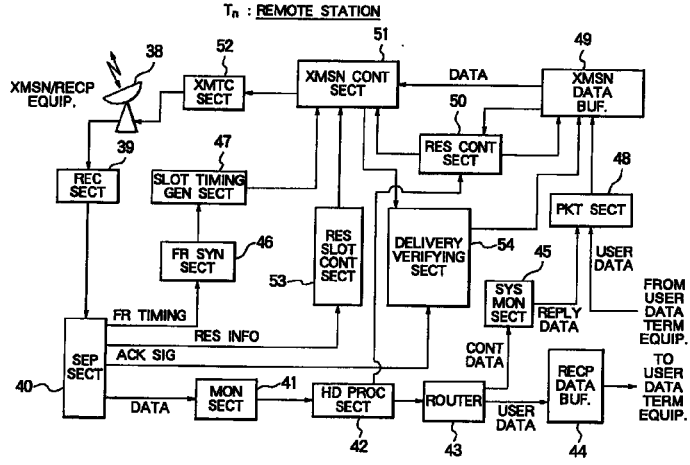 Tn : REMOTE STATION
38
52
51
49
XMSN/RECP
EQUIP.
XMTC
SECT
XMSN CONT
SECT
DATA
XMSN DATA
BUF.
50
RES CONT
SECT
39
REC
SECT
47
SLOT TIMING
GEN SECT
48
PKT SECT
46
FR SYN
SECT
53
RES
SLOT
CONT
SECT
DELIVERY
VERIFYING
SECT
54
45
SYS
MON
SECT
REPLY
DATA
USER
DATA
FROM
USER
DATA
TERM
EQUIP.
FR TIMING
RES INFO
ACK SIG
40
SEP
SECT
DATA
41
MON
SECT
HD PROC
SECT
42
ROUTER
43
CONT
DATA
USER
DATA
RECP
DATA
BUF.
44
TO
USER
DATA
TERM
EQUIP.